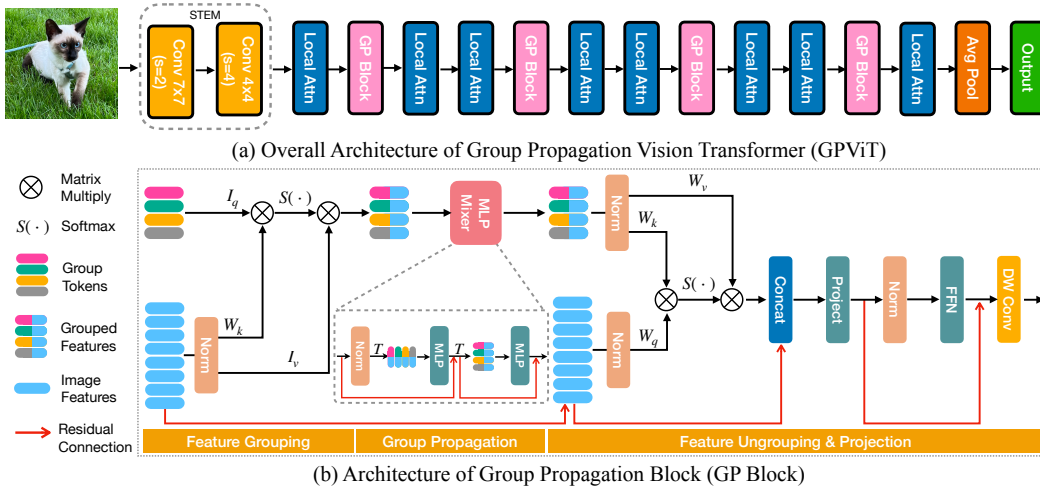 STEM
Conv 7x7
(s=2)
Conv 4x4
(s=4)
Local Attn
GP Block
Local Attn
Local Attn
GP Block
Local Attn
Local Attn
GP Block
Local Attn
Local Attn
GP Block
Local Attn
Avg Pool
Output
(a) Overall Architecture of Group Propagation Vision Transformer (GPViT)
Matrix
Multiply
S(·) Softmax
Group
Tokens
Grouped
Features
Image
Features
Residual
Connection
I_q
S(·)
W_k
I_v
Norm
MLP
Mixer
Norm
T
MLP
T
MLP
Norm
W_v
W_k
S(·)
W_q
Norm
Concat
Project
Norm
FFN
DW Conv
Feature Grouping
Group Propagation
Feature Ungrouping & Projection
(b) Architecture of Group Propagation Block (GP Block)